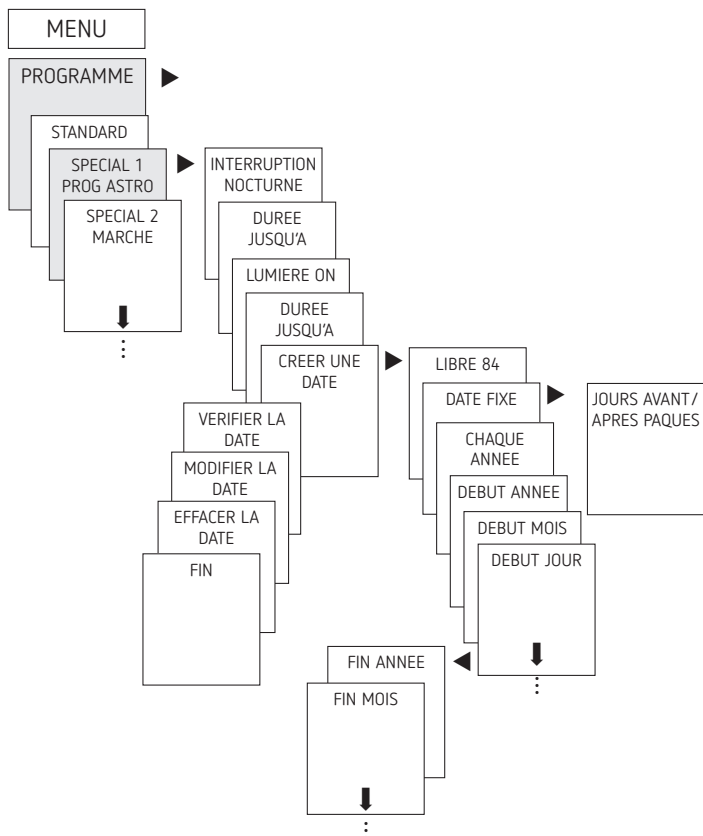 MENU
PROGRAMME
STANDARD
SPECIAL 1
PROG ASTRO
SPECIAL 2
MARCHE
INTERRUPTION
NOCTURNE
DUREE
JUSQU'A
LUMIERE ON
DUREE
JUSQU'A
CREER UNE
DATE
VERIFIER LA
DATE
MODIFIER LA
DATE
EFFACER LA
DATE
FIN
LIBRE 84
DATE FIXE
CHAQUE
ANNEE
DEBUT ANNEE
DEBUT MOIS
DEBUT JOUR
JOURS AVANT/
APRES PAQUES
FIN ANNEE
FIN MOIS